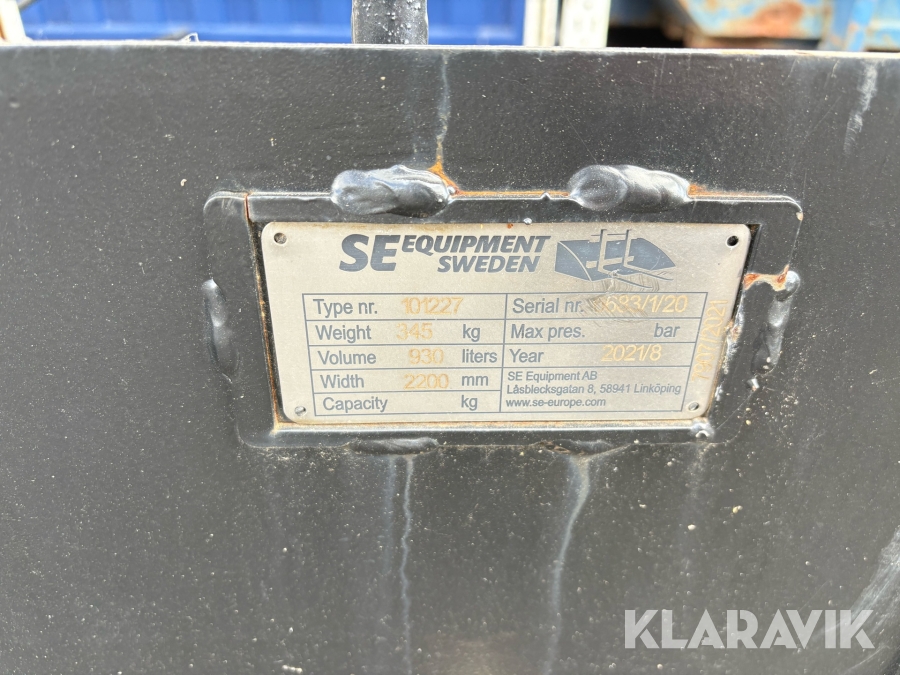 SE EQUIPMENT
SWEDEN
Type nr. 101227
Serial nr.
Weight 345 kg
Max pres. bar
Volume 930 liters
Year 2021/8
Width 2200 mm
SE Equipment AB
Låsblecksgatan 8, 58941 Linköping
Capacity kg
www.se-europe.com
KLARAVIK